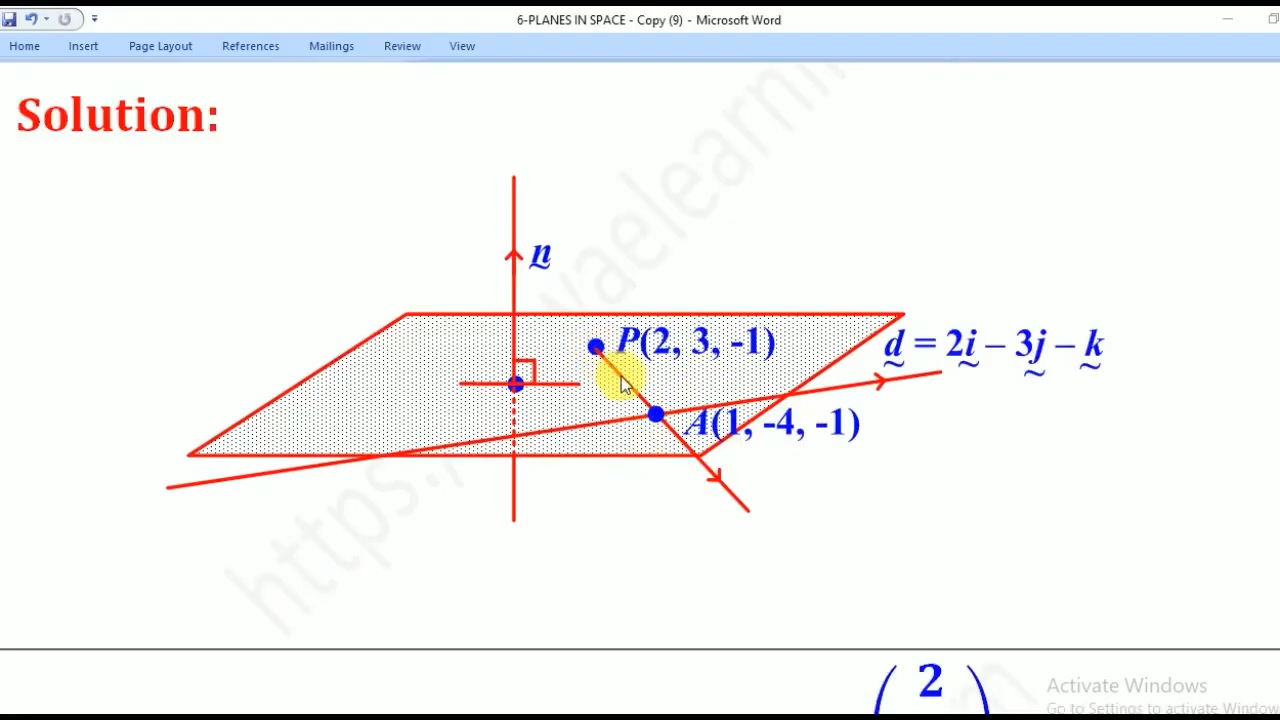 6-PLANES IN SPACE - Copy (9) - Microsoft Word
Home Insert Page Layout References Mailings Review View
Solution:
n
P(2, 3, -1)
d = 2i – 3j – k
A(1, -4, -1)
2
Activate Windows
Go to Settings to activate Window